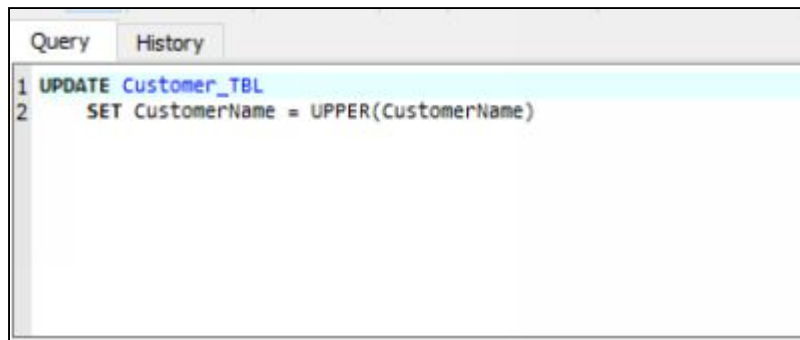 Query History
1 UPDATE Customer_TBL
2 SET CustomerName = UPPER(CustomerName)